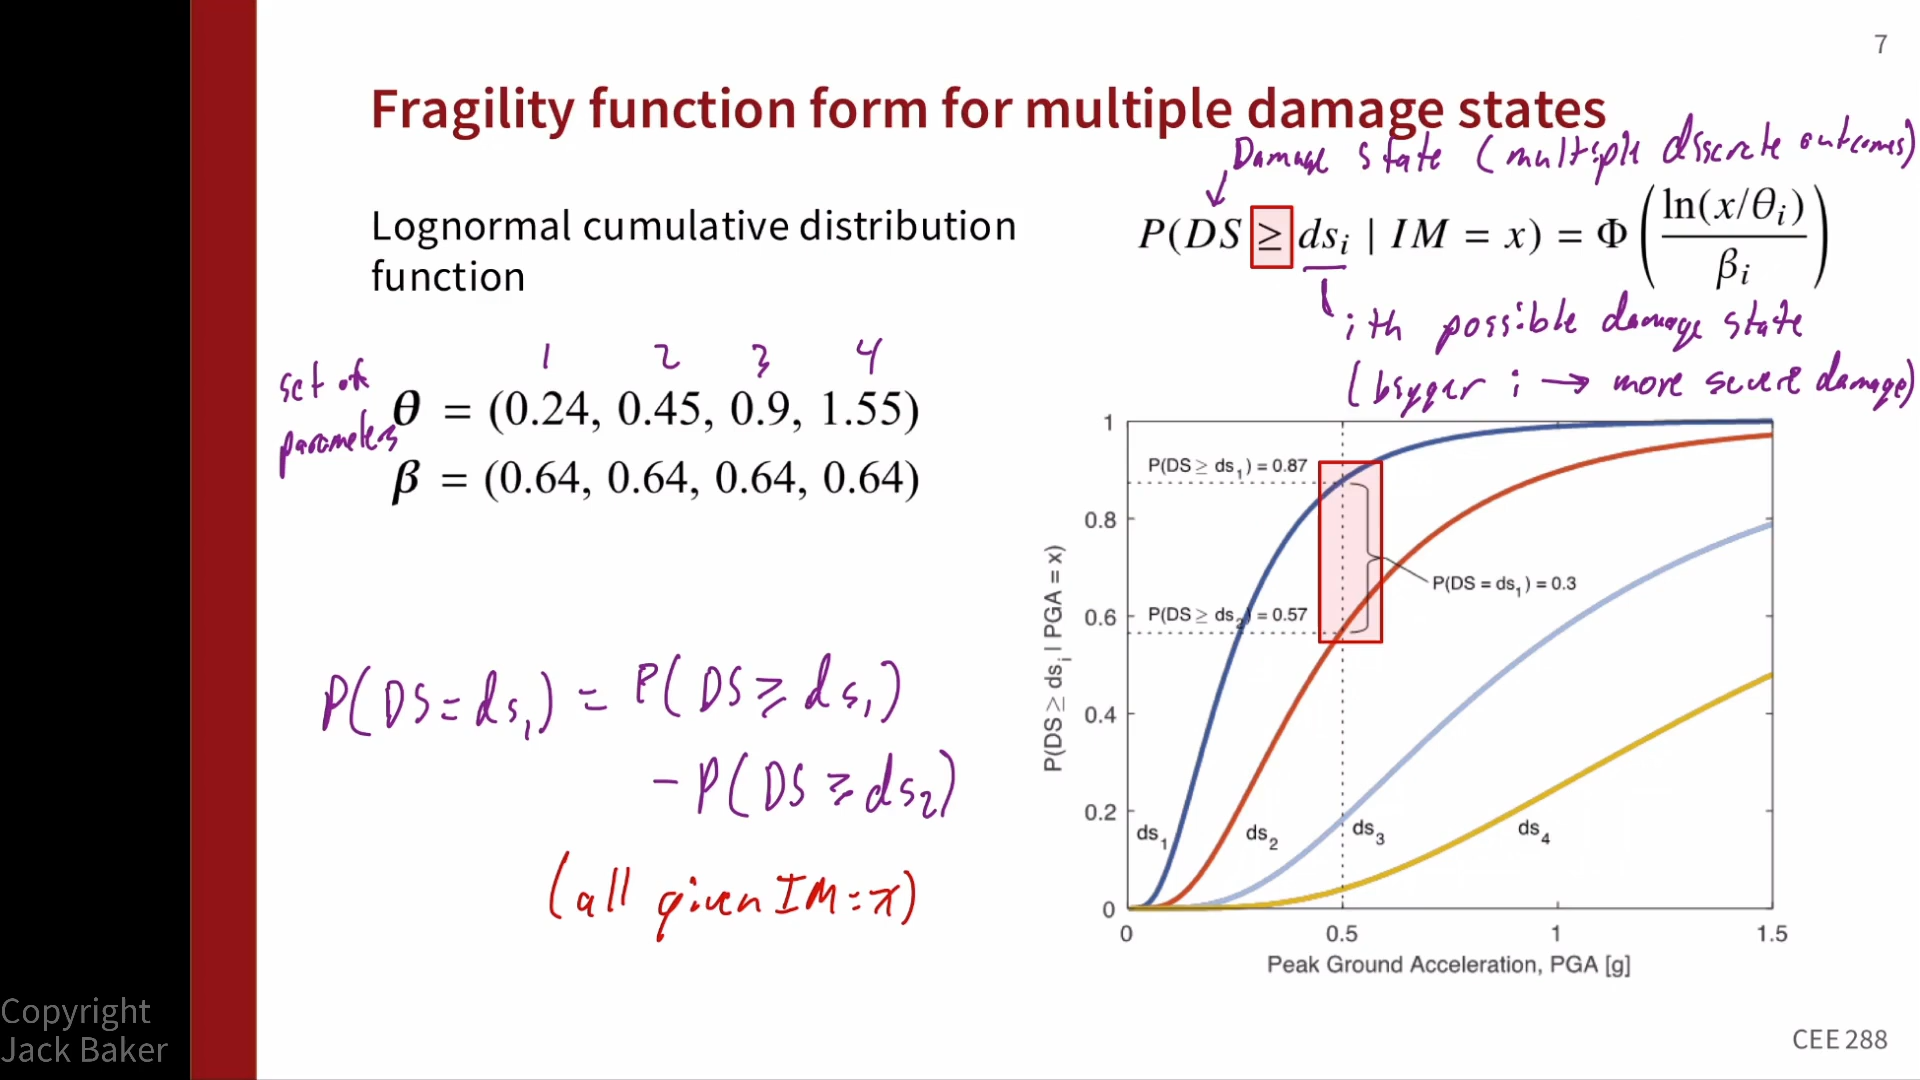 7
Fragility function form for multiple damage states
Damage state (multiple discrete outcomes)
Lognormal cumulative distribution
function
P(DS ≥ ds_i | IM = x) = Φ(ln(x/θ_i)/β_i)
ith possible damage state
(bigger i → more severe damage)
1 2 3 4
set of
parameters
θ = (0.24, 0.45, 0.9, 1.55)
β = (0.64, 0.64, 0.64, 0.64)
P(DS=ds₁) = P(DS ≥ ds₁)
- P(DS ≥ ds₂)
(all given IM=x)
P(DS ≥ ds_i | PGA = x)
1
0.8
0.6
0.4
0.2
0
P(DS ≥ ds₁) = 0.87
P(DS = ds₁) = 0.3
P(DS ≥ ds₂) = 0.57
ds₁
ds₂
ds₃
ds₄
0 0.5 1 1.5
Peak Ground Acceleration, PGA [g]
Copyright
Jack Baker
CEE 288